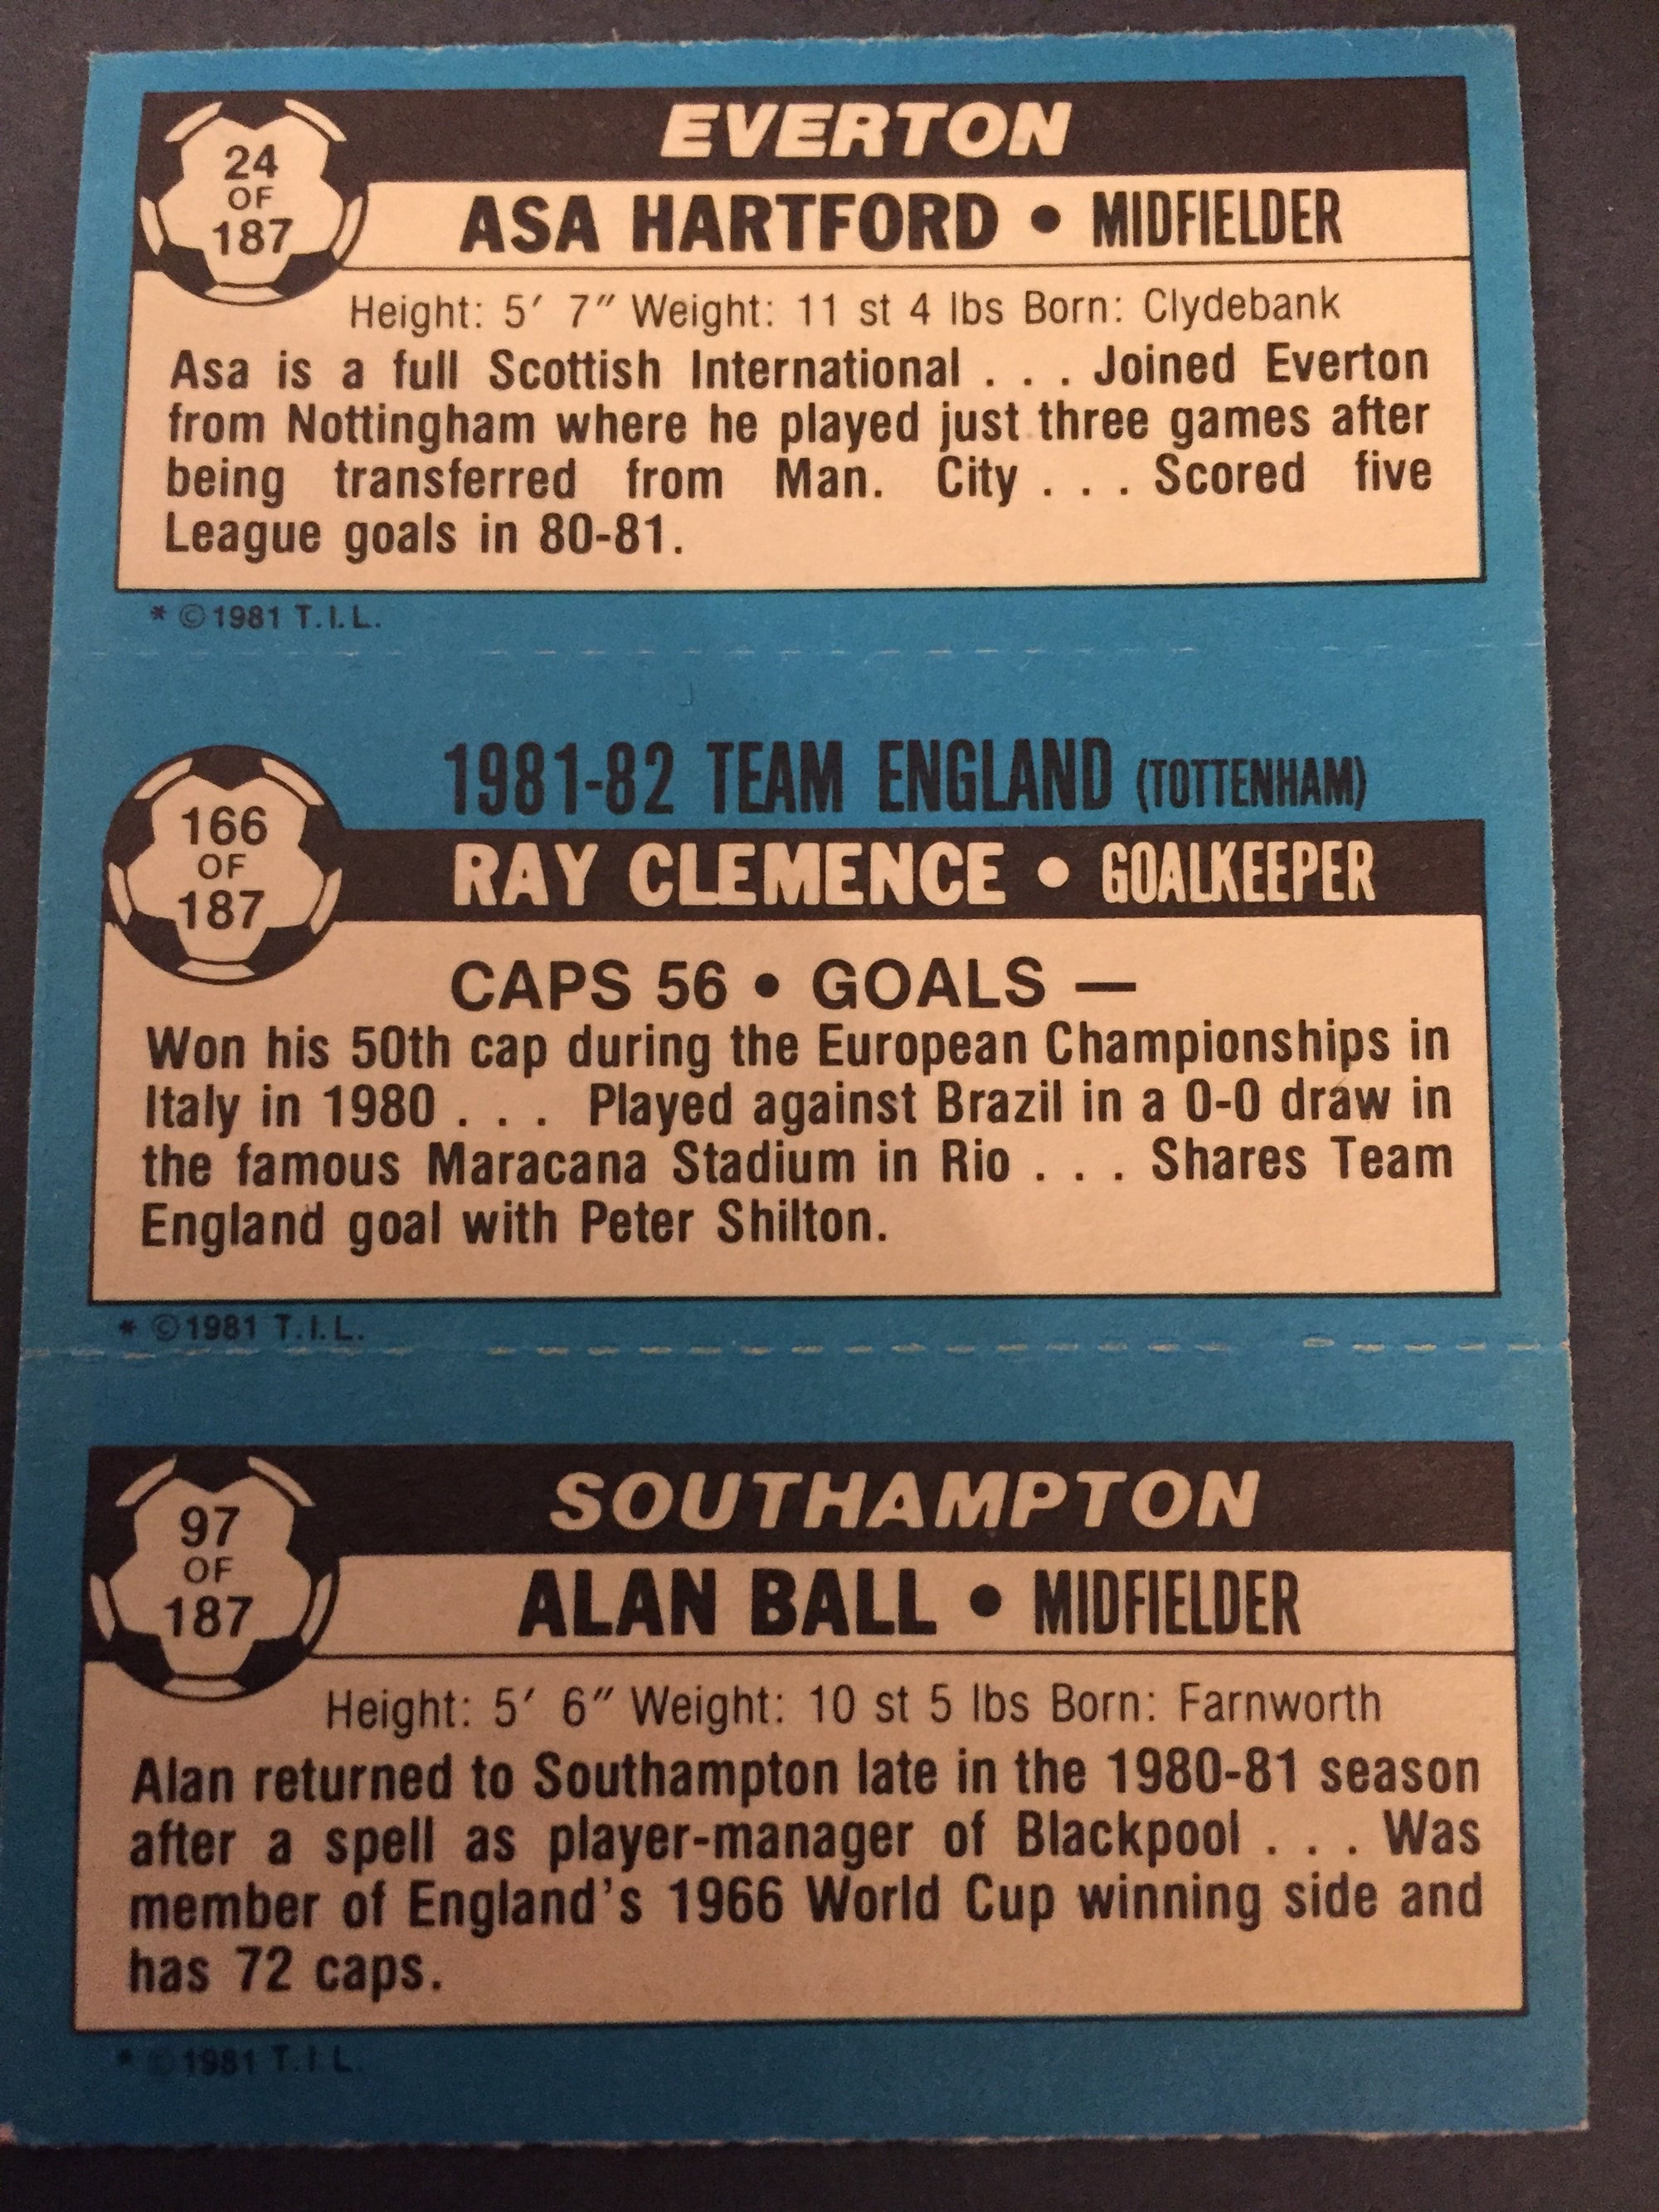 EVERTON
24
OF
187
ASA HARTFORD • MIDFIELDER
Height: 5′ 7″ Weight: 11 st 4 lbs Born: Clydebank
Asa is a full Scottish International . . . Joined Everton
from Nottingham where he played just three games after
being transferred from Man. City . . . Scored five
League goals in 80-81.
* ©1981 T.I.L.
1981-82 TEAM ENGLAND (TOTTENHAM)
166
OF
187
RAY CLEMENCE • GOALKEEPER
CAPS 56 • GOALS —
Won his 50th cap during the European Championships in
Italy in 1980 . . . Played against Brazil in a 0-0 draw in
the famous Maracana Stadium in Rio . . . Shares Team
England goal with Peter Shilton.
* ©1981 T.I.L.
SOUTHAMPTON
97
OF
187
ALAN BALL • MIDFIELDER
Height: 5′ 6″ Weight: 10 st 5 lbs Born: Farnworth
Alan returned to Southampton late in the 1980-81 season
after a spell as player-manager of Blackpool . . . Was
member of England's 1966 World Cup winning side and
has 72 caps.
* ©1981 T.I.L.